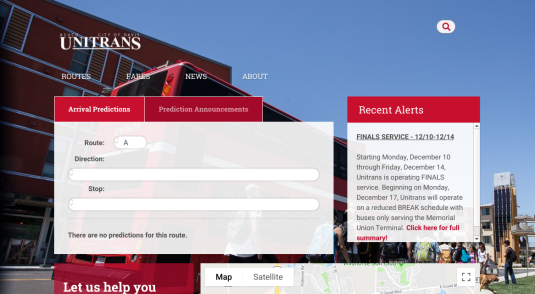 ASUCD CITY OF DAVIS
UNITRANS
ROUTES FARES NEWS ABOUT
Arrival Predictions Prediction Announcements
Route: A
Direction:
Stop:
There are no predictions for this route.
Recent Alerts
FINALS SERVICE - 12/10-12/14
Starting Monday, December 10
through Friday, December 14,
Unitrans is operating FINALS
service. Beginning on Monday,
December 17, Unitrans will operate
on a reduced BREAK schedule with
buses only serving the Memorial
Union Terminal. Click here for full
summary!
Let us help you
Map Satellite